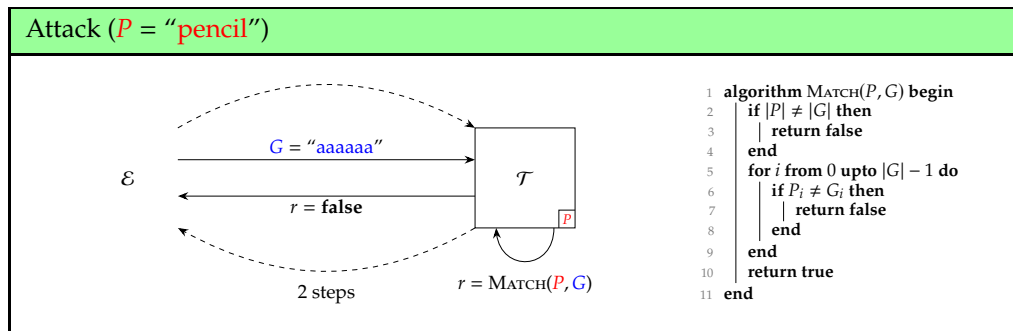 Attack (P = “pencil”)
ℰ
G = “aaaaaa”
r = false
𝒯
P
2 steps
r = Match(P, G)
1 algorithm Match(P, G) begin
2 if |P| ≠ |G| then
3 return false
4 end
5 for i from 0 upto |G| − 1 do
6 if Pᵢ ≠ Gᵢ then
7 return false
8 end
9 end
10 return true
11 end